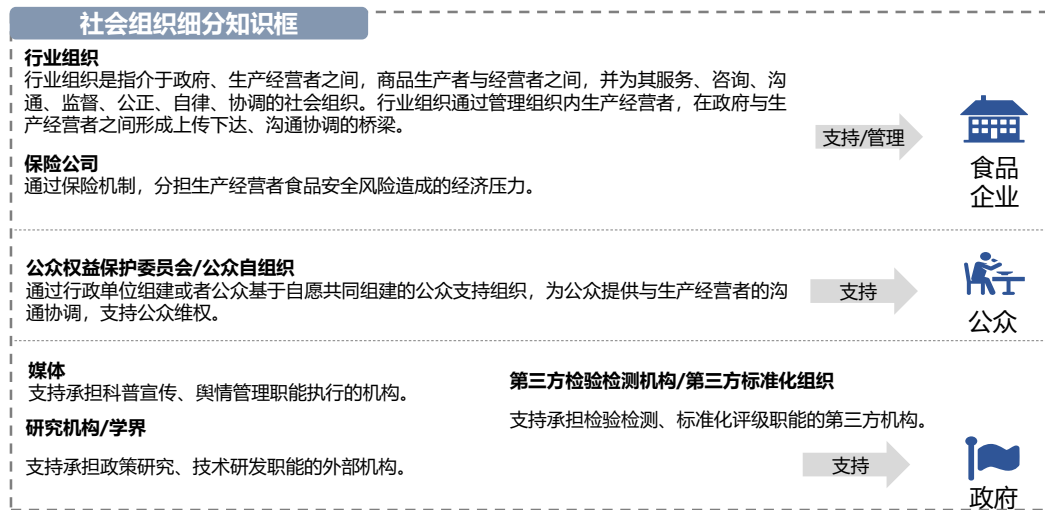 社会组织细分知识框
行业组织
行业组织是指介于政府、生产经营者之间，商品生产者与经营者之间，并为其服务、咨询、沟
通、监督、公正、自律、协调的社会组织。行业组织通过管理组织内生产经营者，在政府与生
产经营者之间形成上传下达、沟通协调的桥梁。
保险公司
通过保险机制，分担生产经营者食品安全风险造成的经济压力。
支持/管理
食品
企业
公众权益保护委员会/公众自组织
通过行政单位组建或者公众基于自愿共同组建的公众支持组织，为公众提供与生产经营者的沟
通协调，支持公众维权。
支持
公众
媒体
支持承担科普宣传、舆情管理职能执行的机构。
研究机构/学界
支持承担政策研究、技术研发职能的外部机构。
第三方检验检测机构/第三方标准化组织
支持承担检验检测、标准化评级职能的第三方机构。
支持
政府